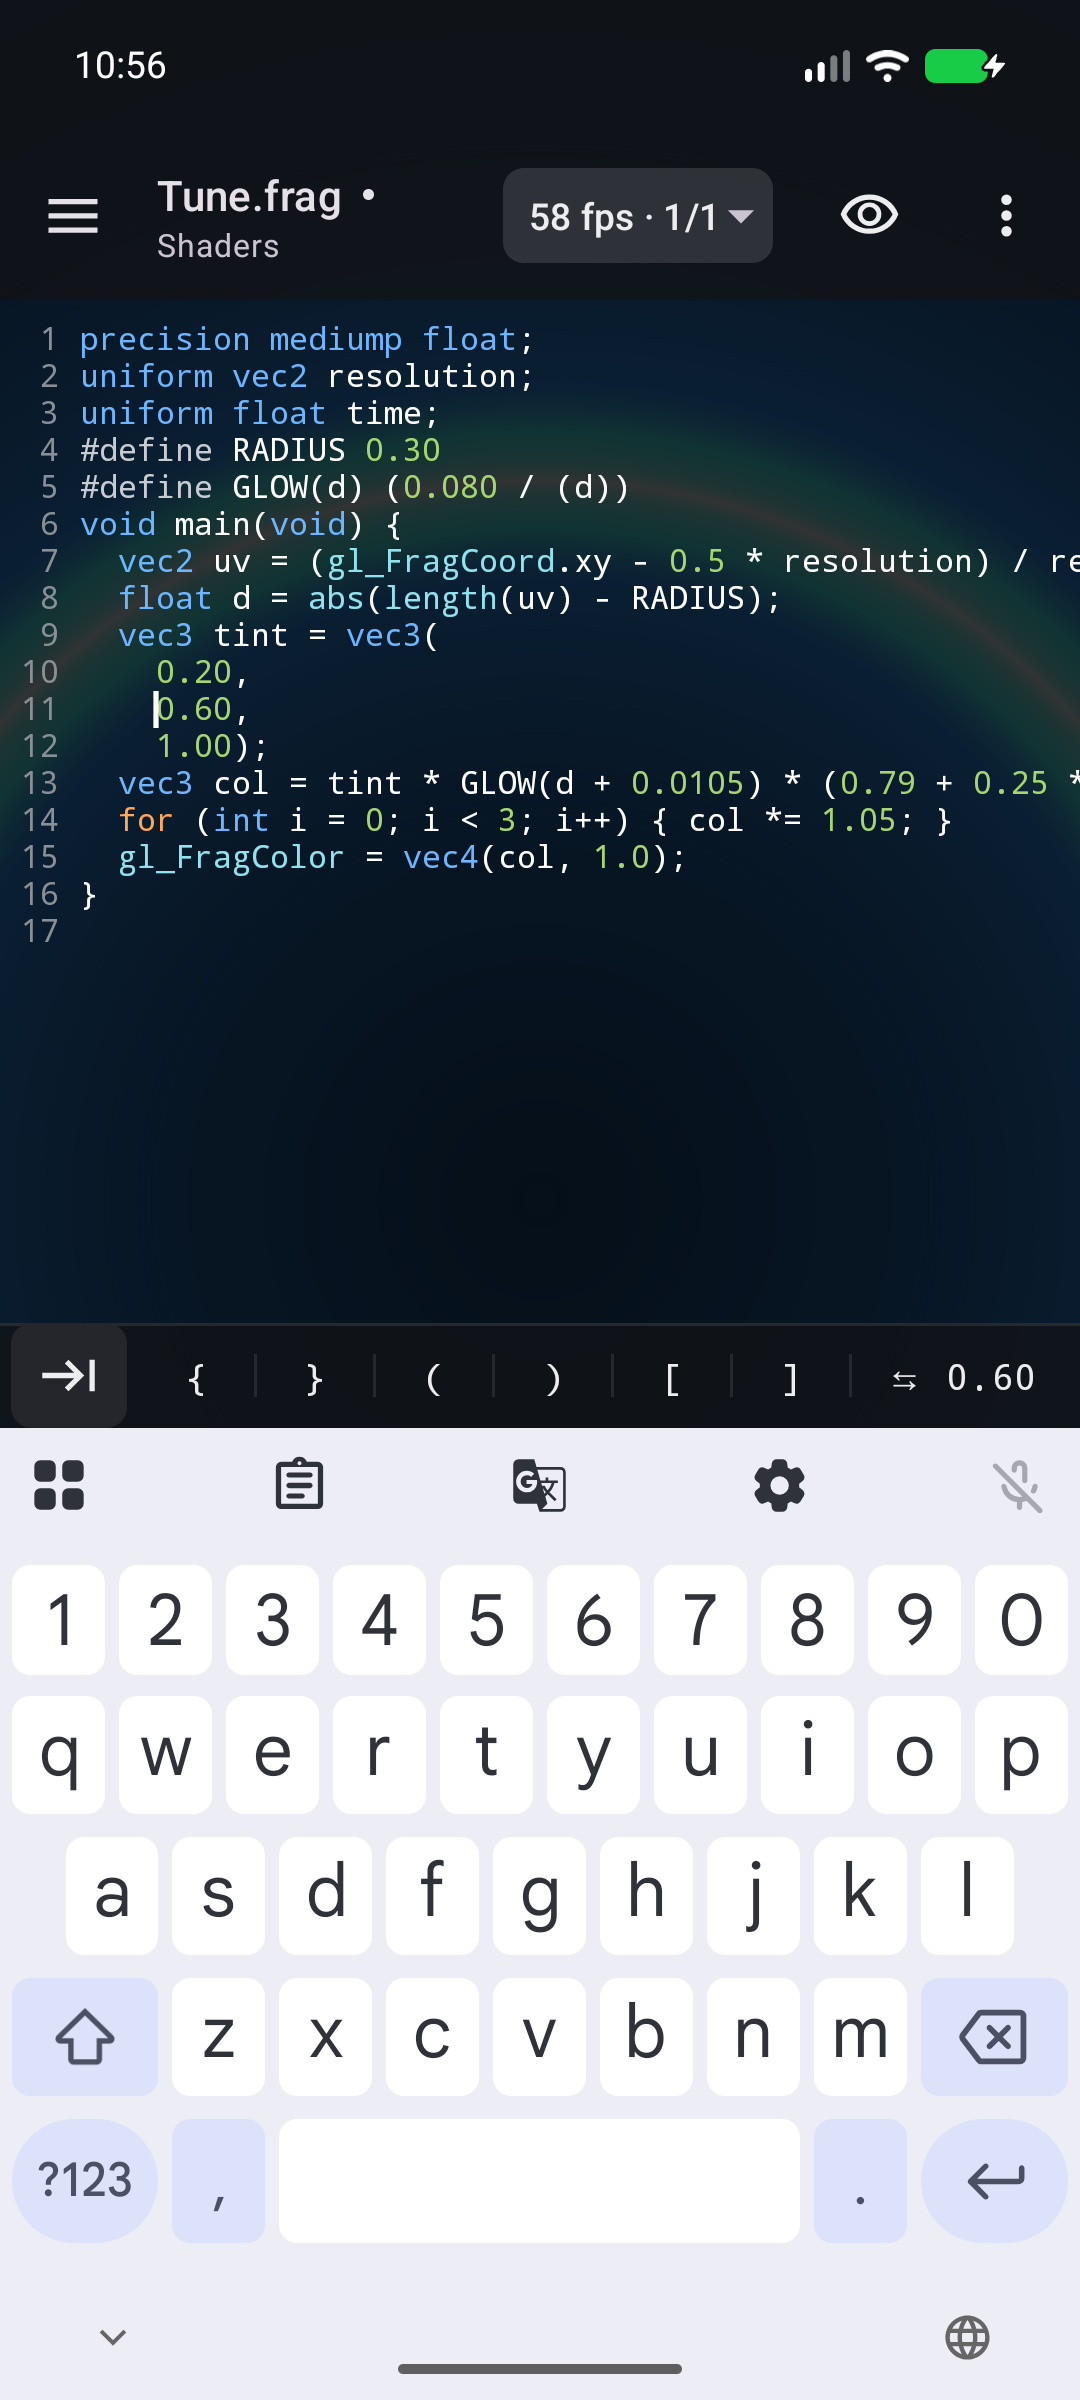 10:56
Tune.frag •
Shaders
58 fps · 1/1
1 precision mediump float;
2 uniform vec2 resolution;
3 uniform float time;
4 #define RADIUS 0.30
5 #define GLOW(d) (0.080 / (d))
6 void main(void) {
7 vec2 uv = (gl_FragCoord.xy - 0.5 * resolution) / re
8 float d = abs(length(uv) - RADIUS);
9 vec3 tint = vec3(
10 0.20,
11 0.60,
12 1.00);
13 vec3 col = tint * GLOW(d + 0.0105) * (0.79 + 0.25 *
14 for (int i = 0; i < 3; i++) { col *= 1.05; }
15 gl_FragColor = vec4(col, 1.0);
16 }
17
{ } ( ) [ ] ⇆ 0.60
1 2 3 4 5 6 7 8 9 0
q w e r t y u i o p
a s d f g h j k l
z x c v b n m
?123 , .